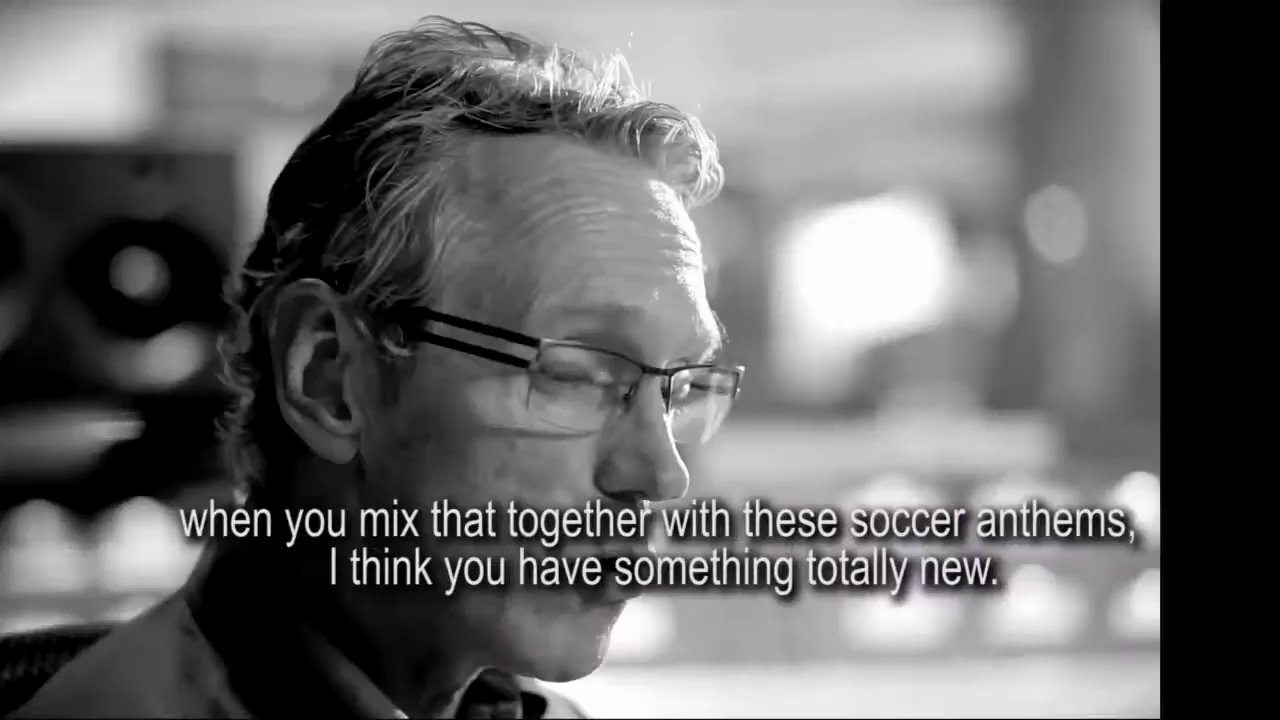 when you mix that together with these soccer anthems,
I think you have something totally new.